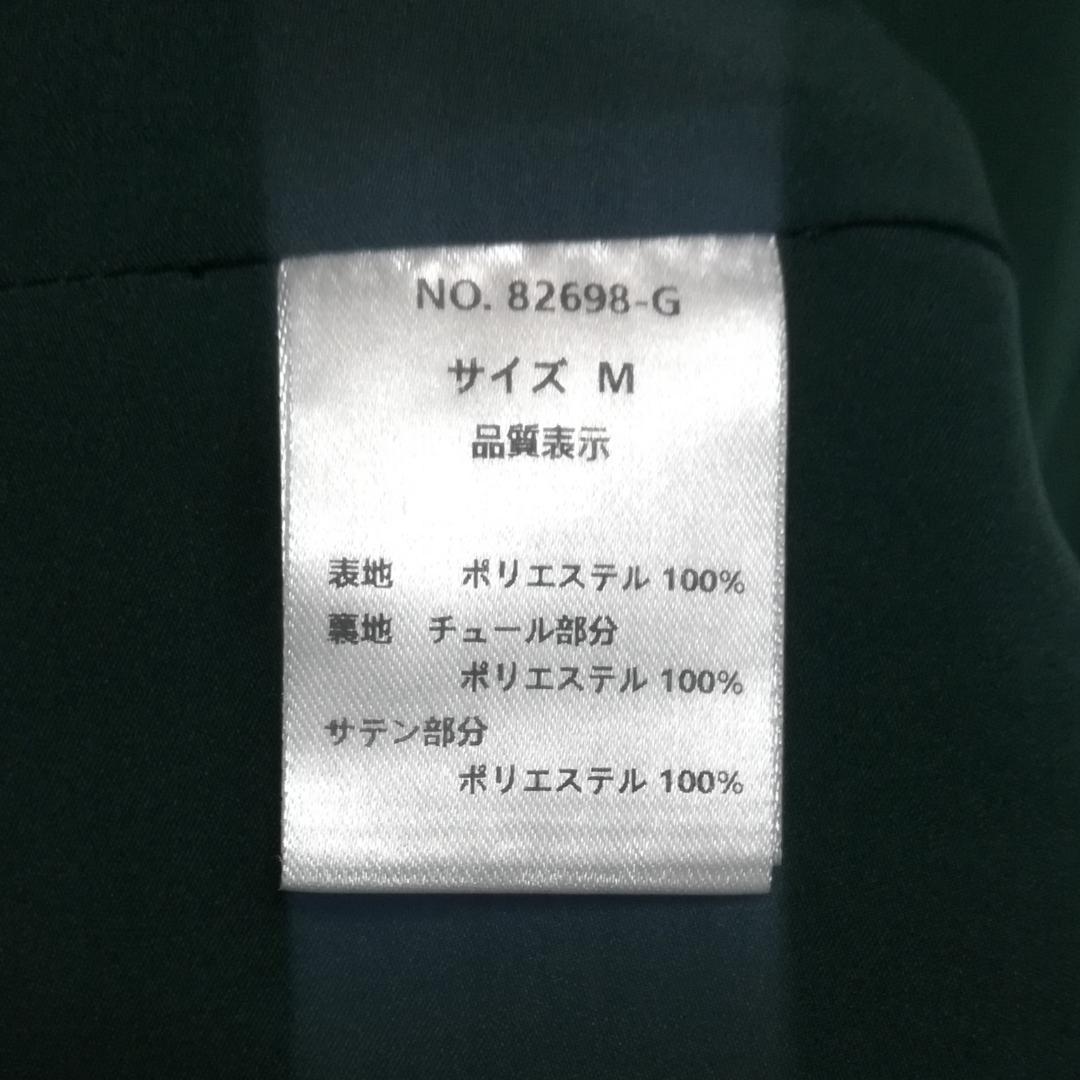 NO. 82698-G
サイズ M
品質表示
表地 ポリエステル 100%
裏地 チュール部分
ポリエステル 100%
サテン部分
ポリエステル 100%